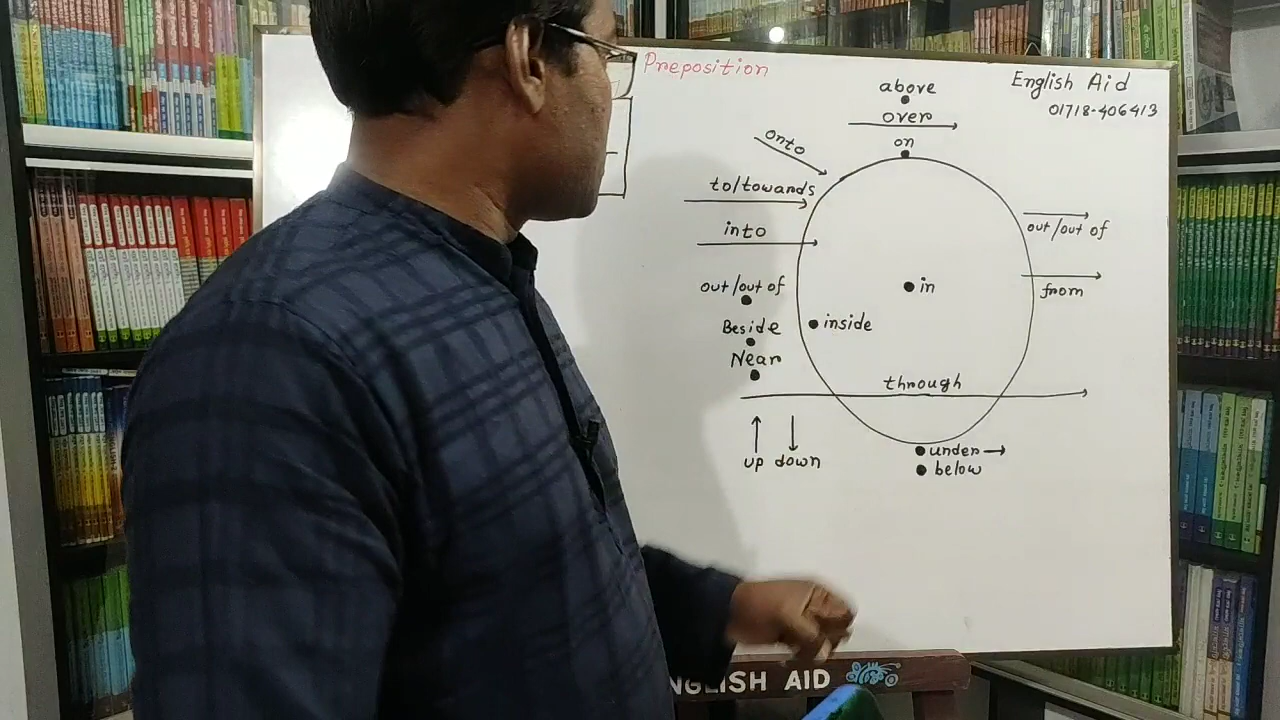 Preposition
English Aid
01718-406413
above
over
on
onto
to/towards
into
out/out of
Beside
Near
in
inside
out/out of
from
through
up down
under
below
NGLISH AID